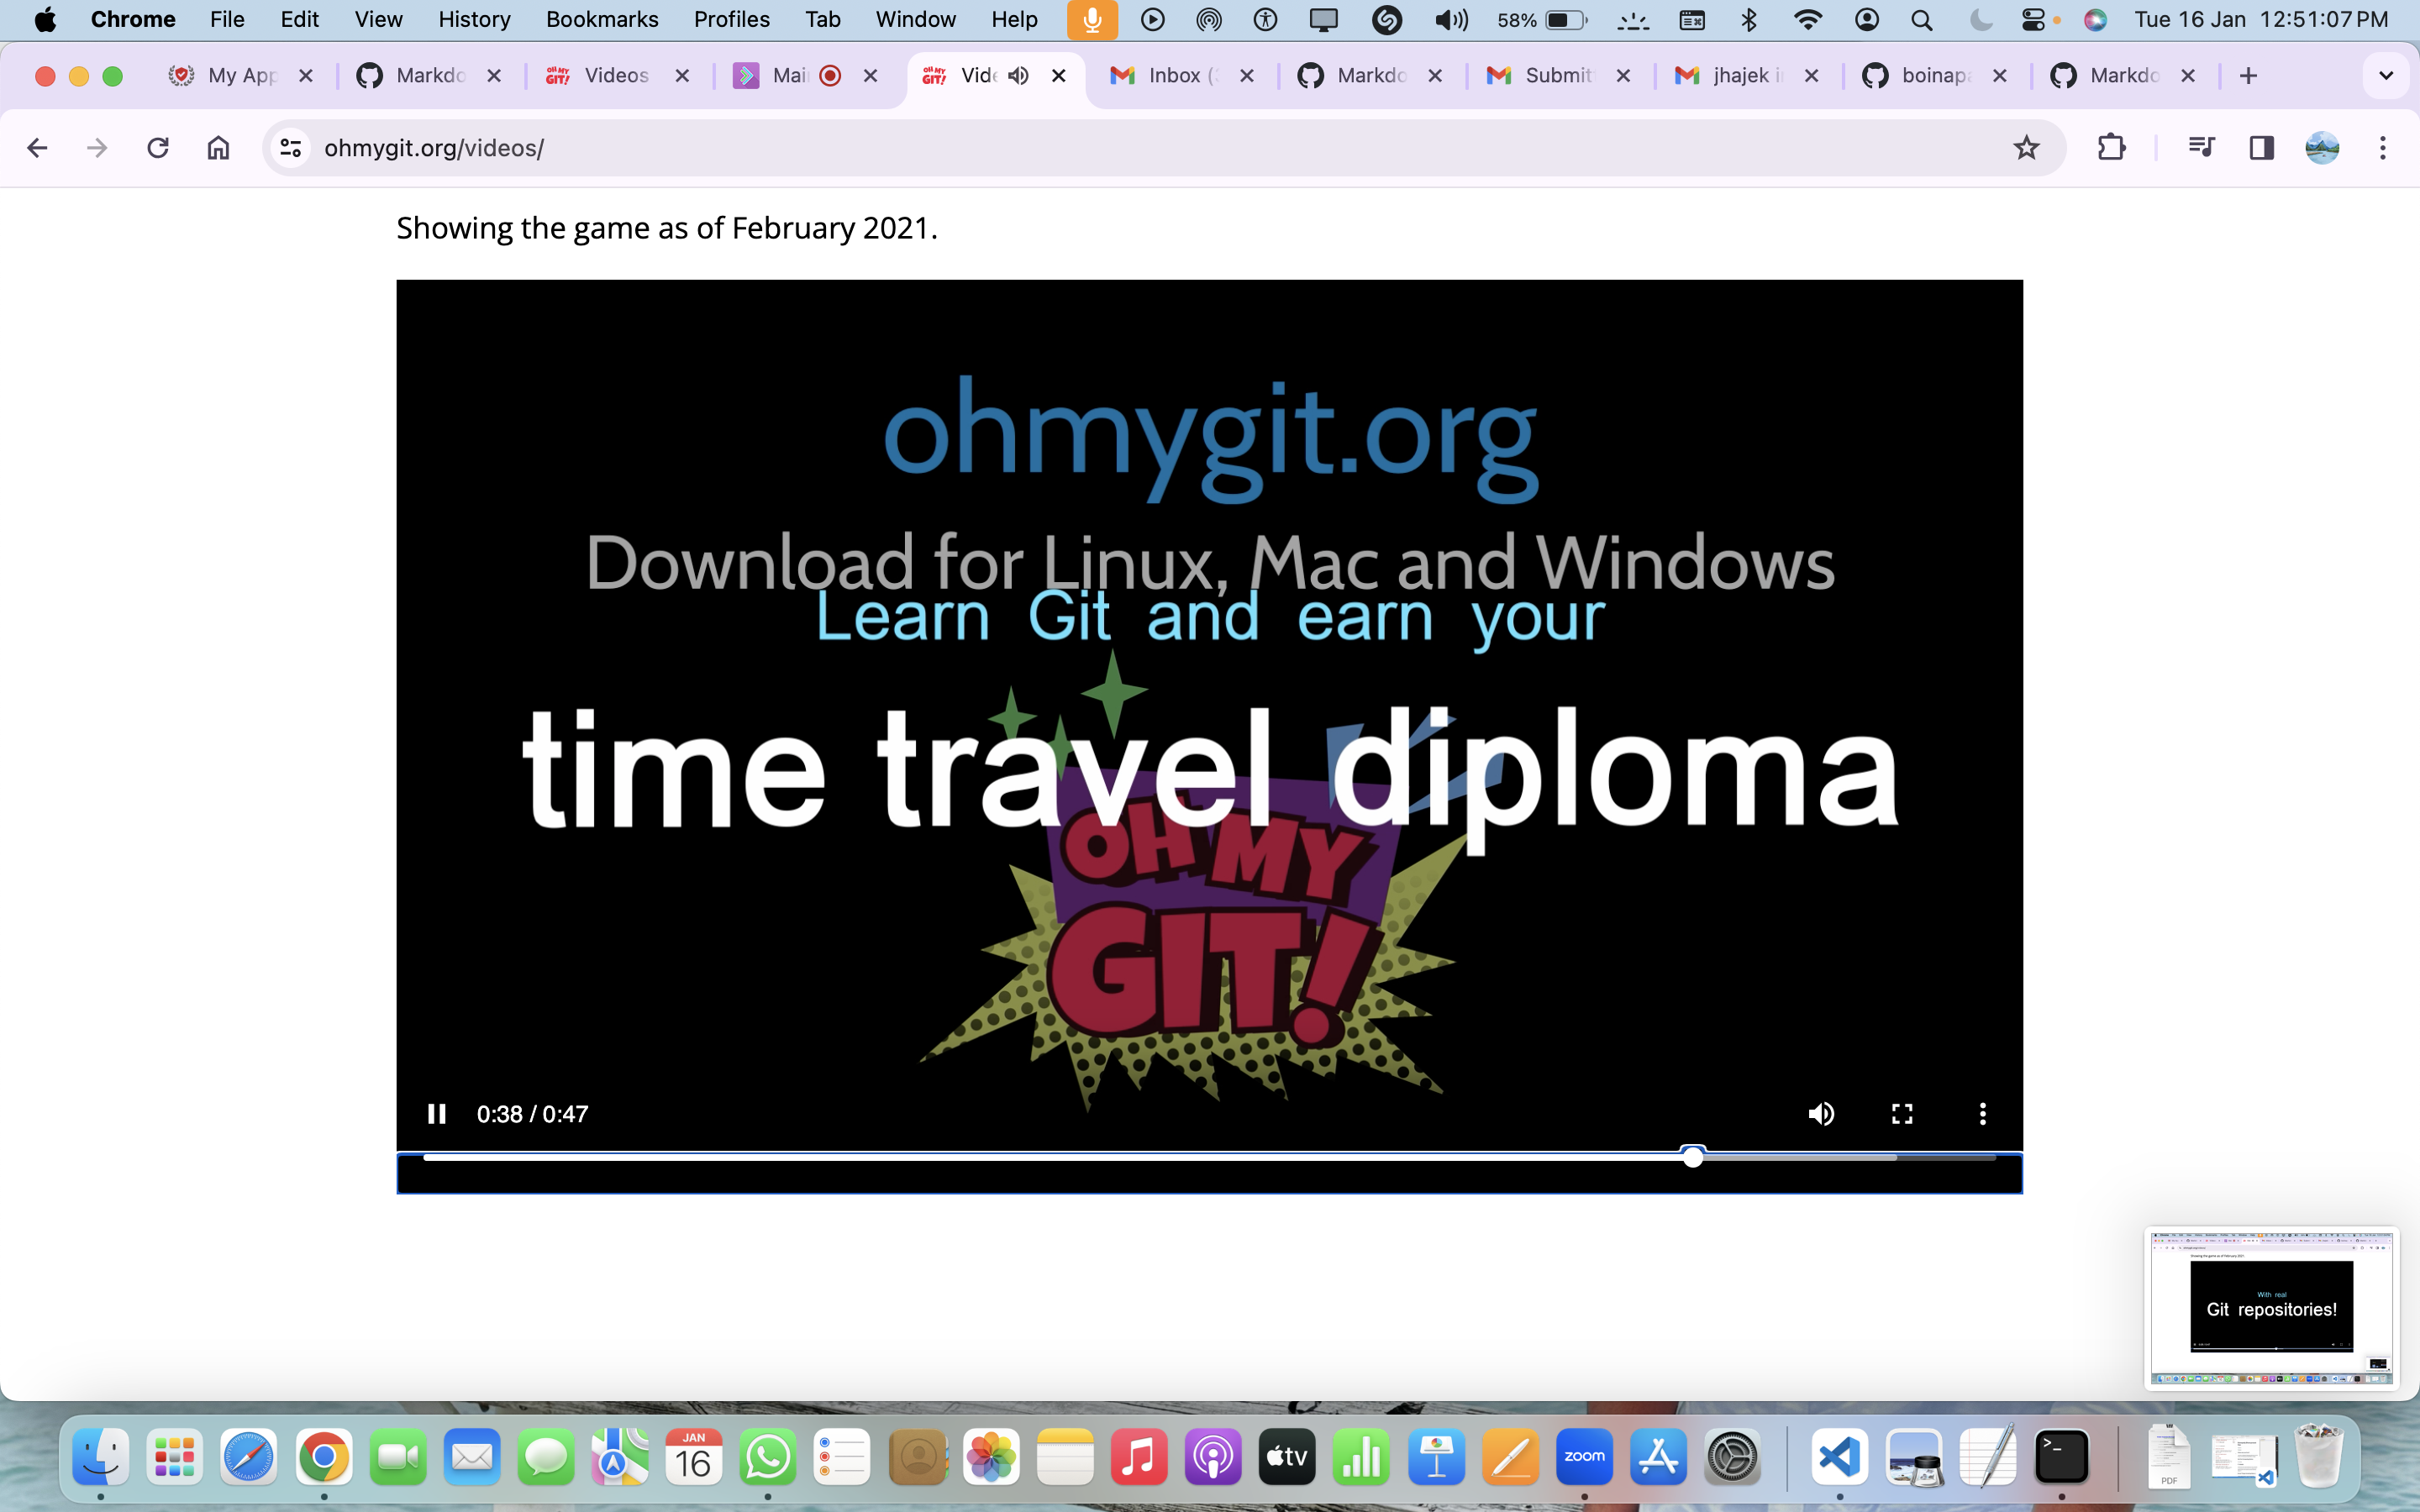 Chrome File Edit View History Bookmarks Profiles Tab Window Help 58% Tue 16 Jan 12:51:07 PM
My App Markdo Videos Mai Vide Inbox ( Markdo Submit jhajek i boinap Markdo
ohmygit.org/videos/
Showing the game as of February 2021.
ohmygit.org
Download for Linux, Mac and Windows
Learn Git and earn your
time travel diploma
OH MY
GIT!
0:38 / 0:47
With real
Git repositories!
JAN
16
tv
zoom
PDF